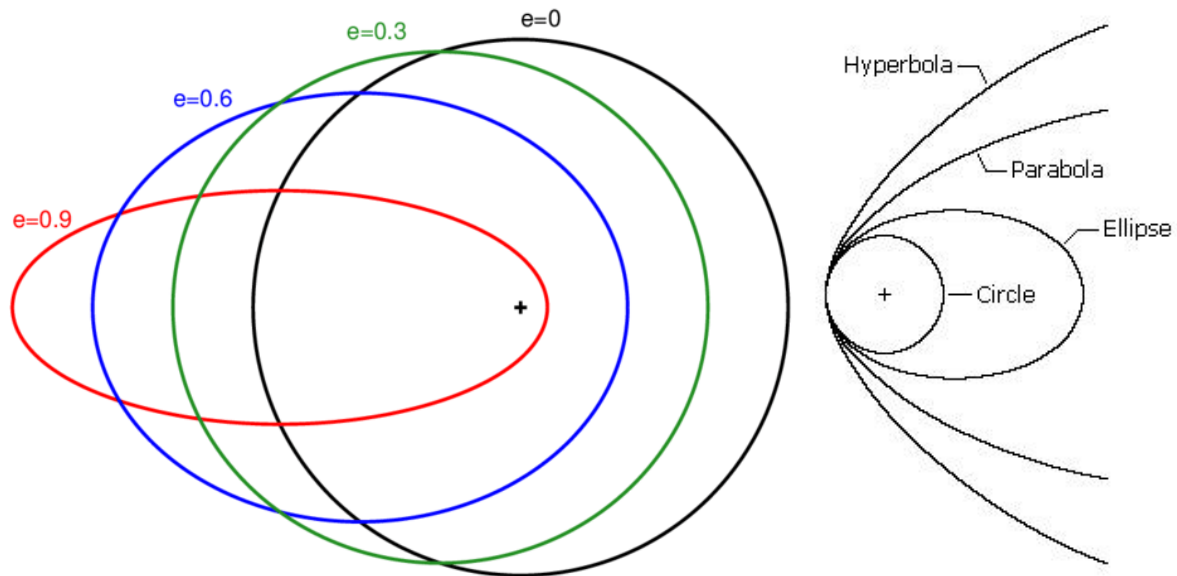 e=0
e=0.3
e=0.6
e=0.9
Hyperbola
Parabola
Ellipse
Circle